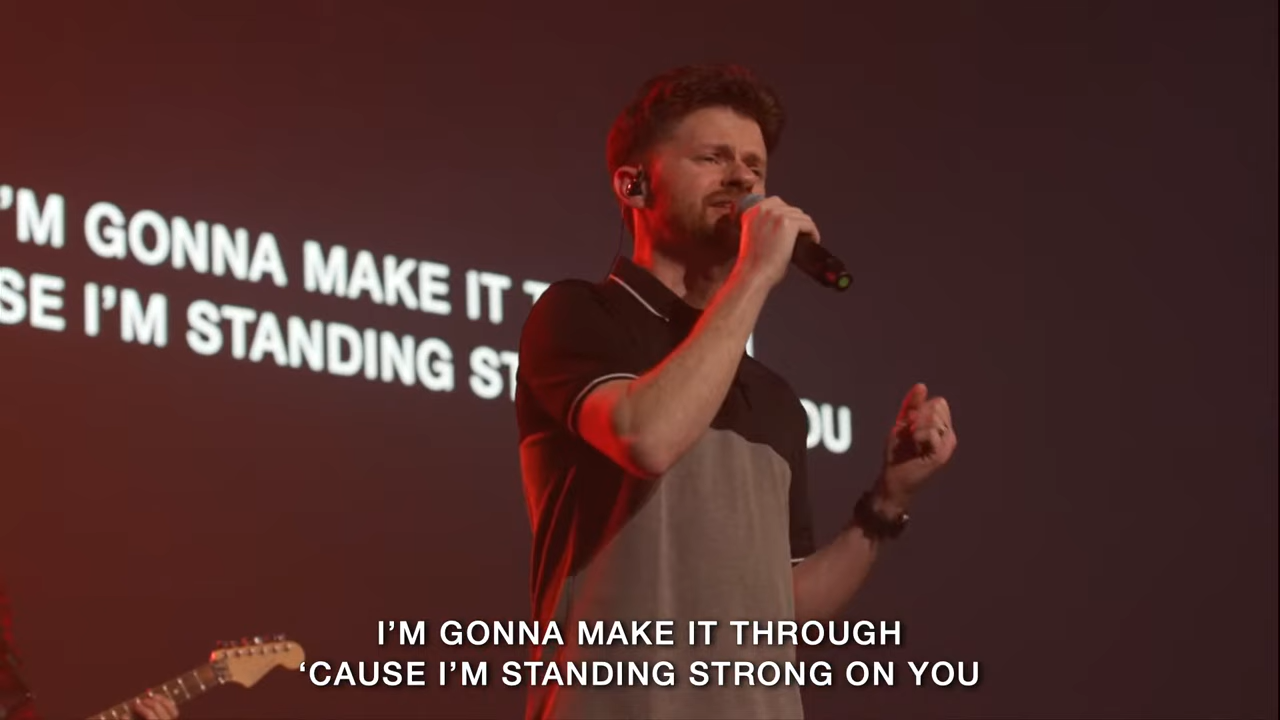 'M GONNA MAKE IT
SE I'M STANDING ST OU
I'M GONNA MAKE IT THROUGH
‘CAUSE I'M STANDING STRONG ON YOU